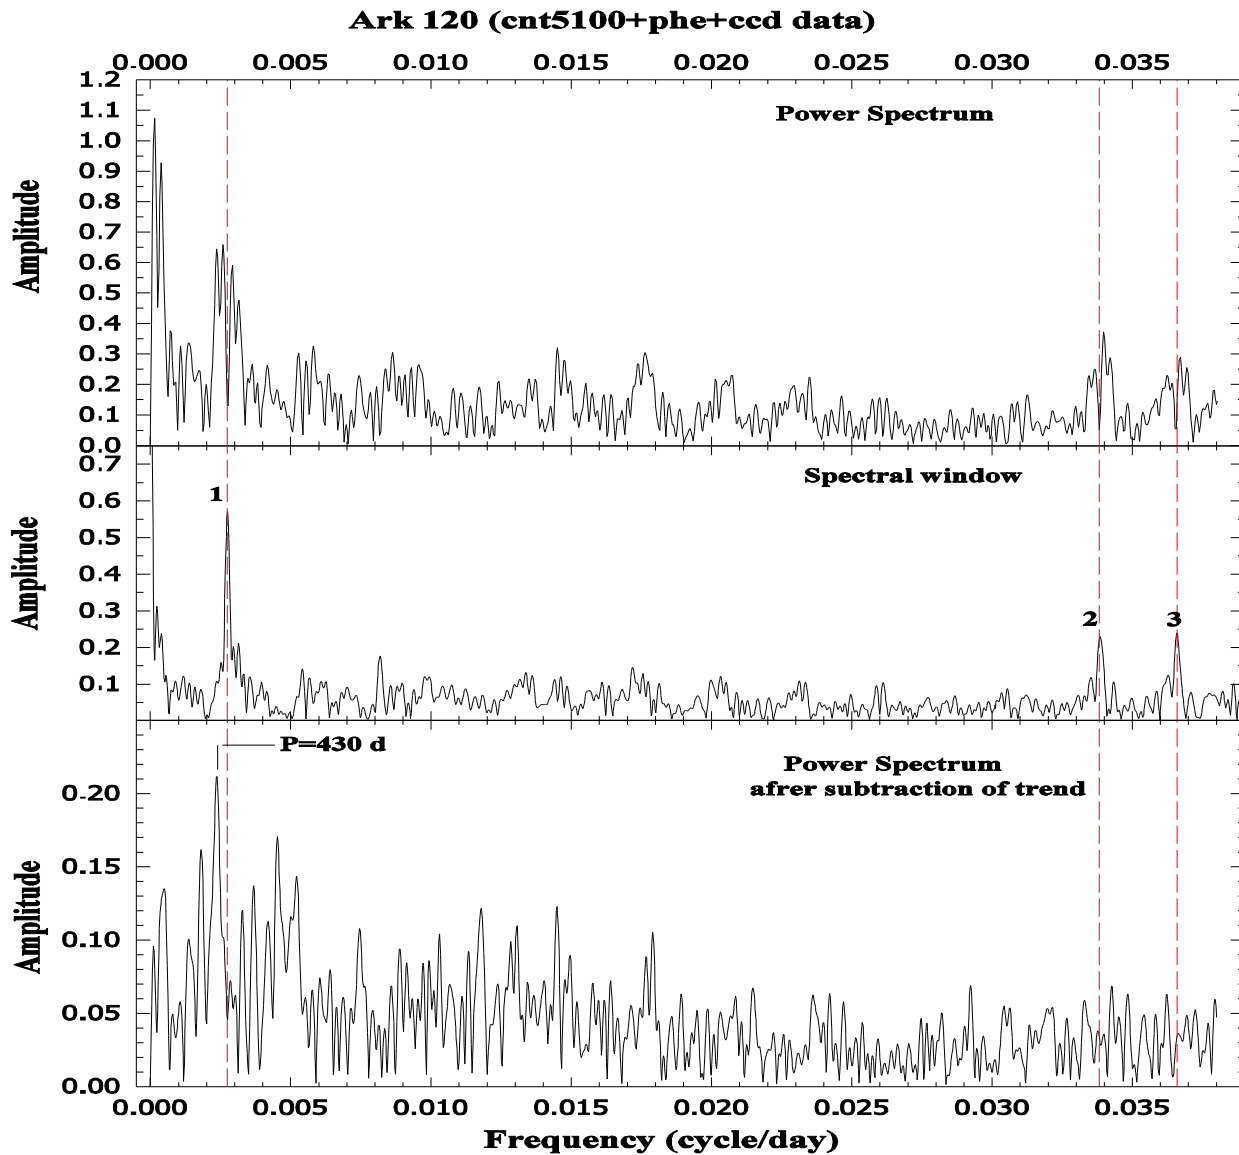 Ark 120 (cnt5100+phe+ccd data)
0.000 0.005 0.010 0.015 0.020 0.025 0.030 0.035
1.2
1.1
1.0
0.9
0.8
0.7
0.6
0.5
0.4
0.3
0.2
0.1
0.0
Amplitude
Power Spectrum
0.7
0.6
0.5
0.4
0.3
0.2
0.1
Amplitude
Spectral window
1
2
3
P=430 d
Power Spectrum
afrer subtraction of trend
0.20
0.15
0.10
0.05
0.00
Amplitude
0.000 0.005 0.010 0.015 0.020 0.025 0.030 0.035
Frequency (cycle/day)